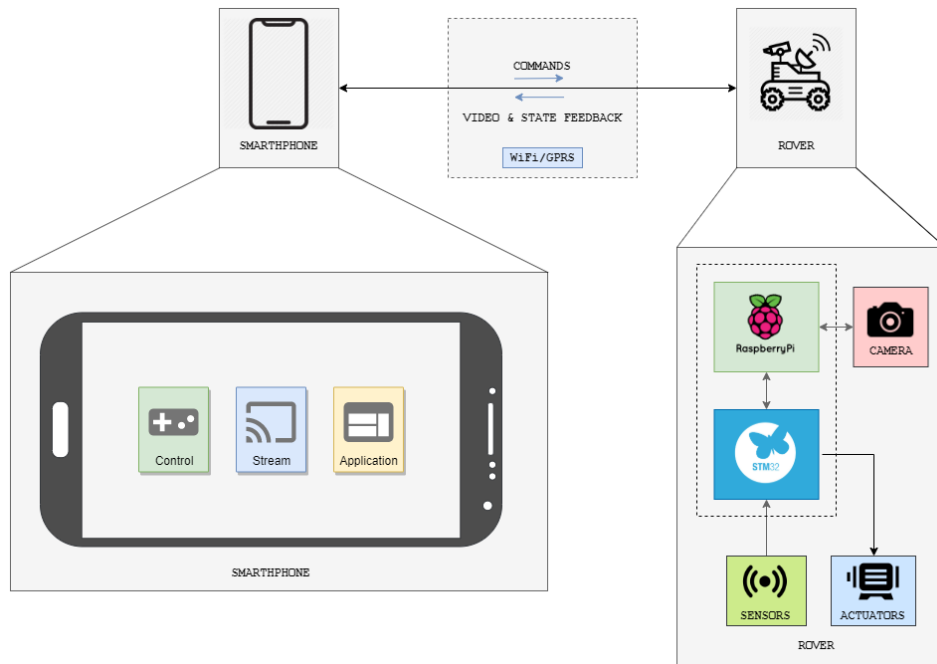 COMMANDS
VIDEO & STATE FEEDBACK
WiFi/GPRS
SMARTHPHONE
ROVER
RaspberryPi
CAMERA
STM32
Control
Stream
Application
SMARTHPHONE
SENSORS
ACTUATORS
ROVER